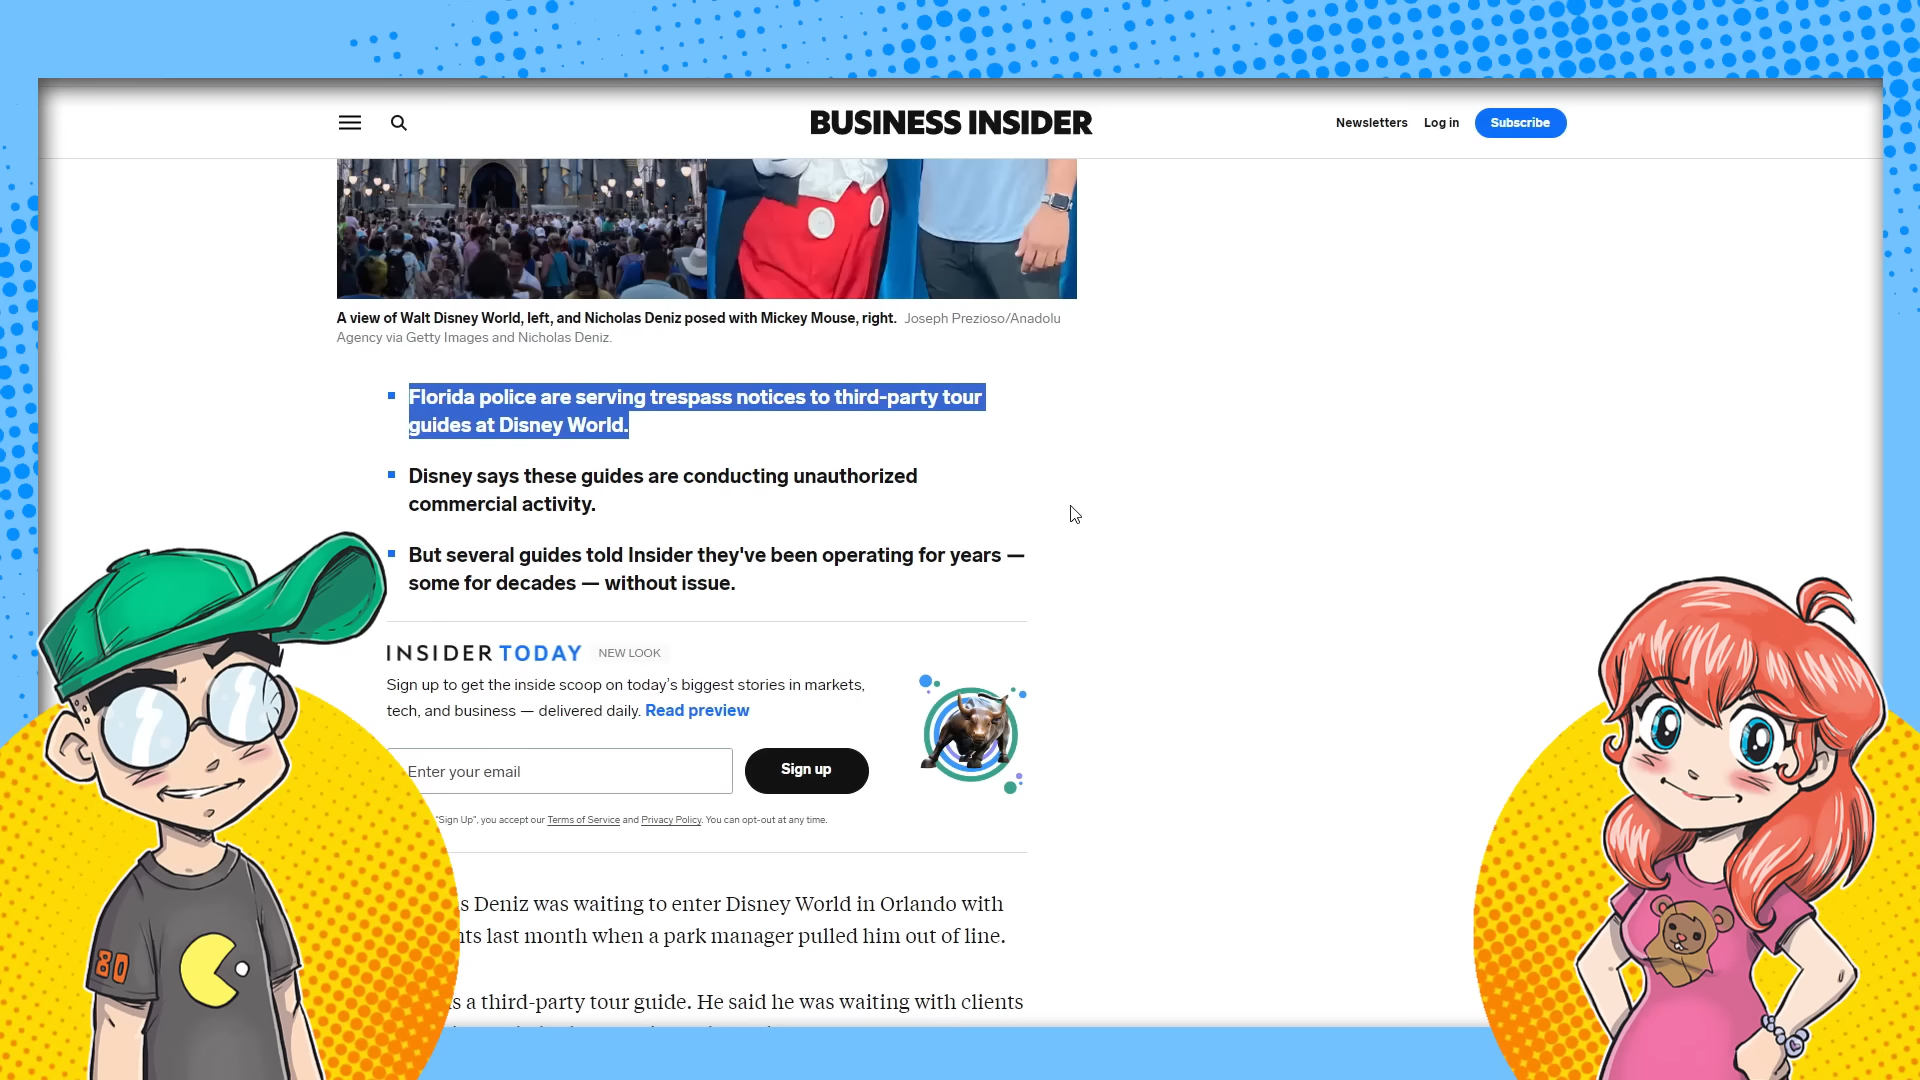 BUSINESS INSIDER
Newsletters Log in Subscribe
A view of Walt Disney World, left, and Nicholas Deniz posed with Mickey Mouse, right. Joseph Prezioso/Anadolu
Agency via Getty Images and Nicholas Deniz.
Florida police are serving trespass notices to third-party tour
guides at Disney World.
Disney says these guides are conducting unauthorized
commercial activity.
But several guides told Insider they've been operating for years —
some for decades — without issue.
INSIDER TODAY NEW LOOK
Sign up to get the inside scoop on today's biggest stories in markets,
tech, and business — delivered daily. Read preview
Enter your email
Sign up
"Sign Up", you accept our Terms of Service and Privacy Policy. You can opt-out at any time.
s Deniz was waiting to enter Disney World in Orlando with
nts last month when a park manager pulled him out of line.
s a third-party tour guide. He said he was waiting with clients
80